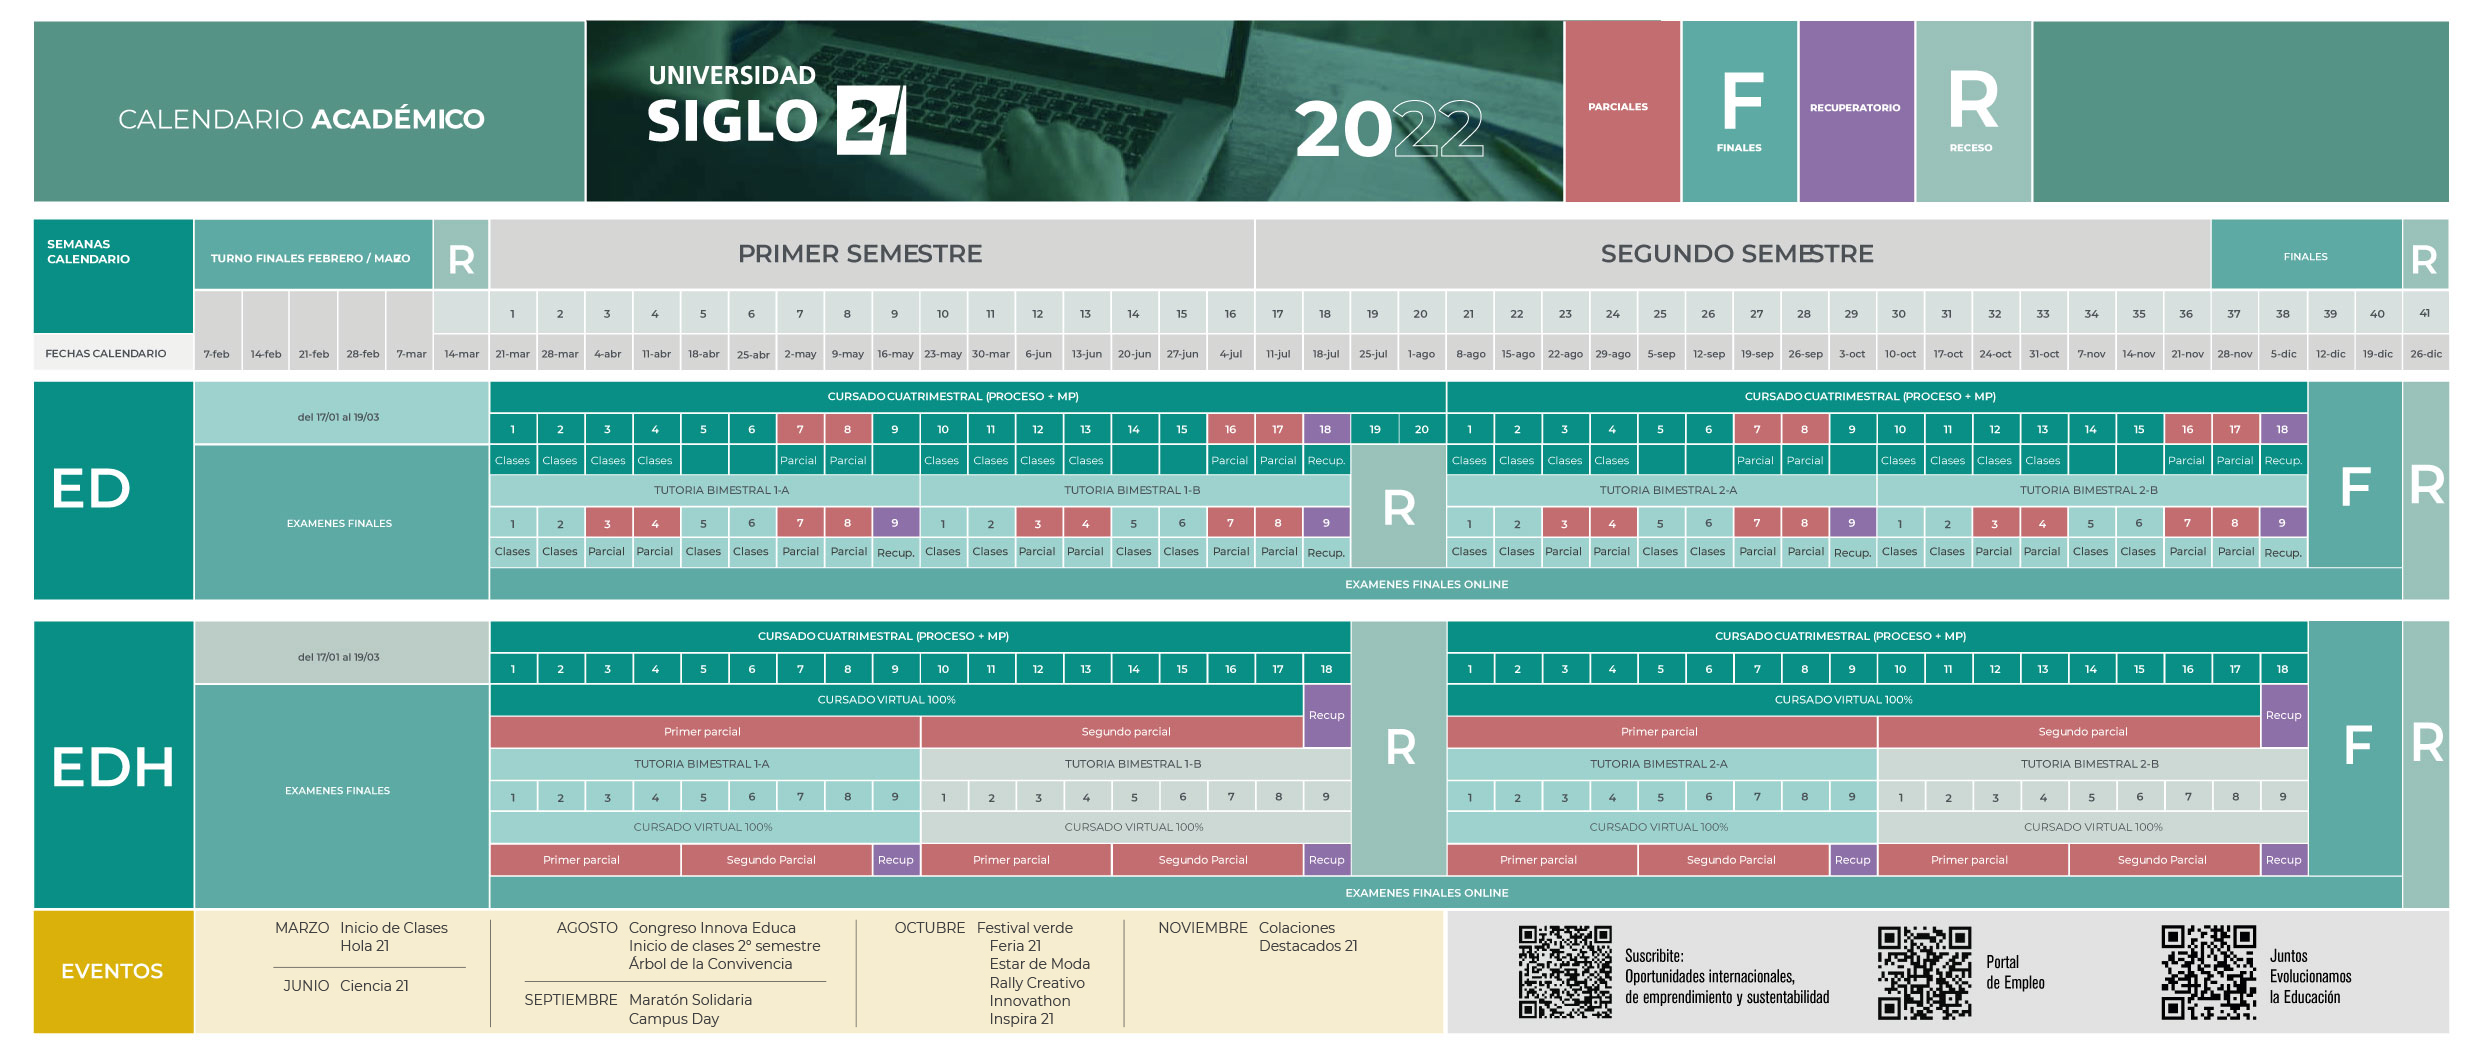 CALENDARIO ACADÉMICO
UNIVERSIDAD
SIGLO 21
2022
PARCIALES
F
FINALES
RECUPERATORIO
R
RECESO
SEMANAS
CALENDARIO
TURNO FINALES FEBRERO / MARZO
R
PRIMER SEMESTRE
SEGUNDO SEMESTRE
FINALES
R
1 2 3 4 5 6 7 8 9 10 11 12 13 14 15 16 17 18 19 20 21 22 23 24 25 26 27 28 29 30 31 32 33 34 35 36 37 38 39 40 41
FECHAS CALENDARIO 7-feb 14-feb 21-feb 28-feb 7-mar 14-mar 21-mar 28-mar 4-abr 11-abr 18-abr 25-abr 2-may 9-may 16-may 23-may 30-mar 6-jun 13-jun 20-jun 27-jun 4-jul 11-jul 18-jul 25-jul 1-ago 8-ago 15-ago 22-ago 29-ago 5-sep 12-sep 19-sep 26-sep 3-oct 10-oct 17-oct 24-oct 31-oct 7-nov 14-nov 21-nov 28-nov 5-dic 12-dic 19-dic 26-dic
ED
del 17/01 al 19/03
EXAMENES FINALES
CURSADO CUATRIMESTRAL (PROCESO + MP) CURSADO CUATRIMESTRAL (PROCESO + MP)
1 2 3 4 5 6 7 8 9 10 11 12 13 14 15 16 17 18 19 20 1 2 3 4 5 6 7 8 9 10 11 12 13 14 15 16 17 18
Clases Clases Clases Clases Parcial Parcial Clases Clases Clases Clases Parcial Parcial Recup. Clases Clases Clases Clases Parcial Parcial Clases Clases Clases Clases Parcial Parcial Recup.
TUTORIA BIMESTRAL 1-A TUTORIA BIMESTRAL 1-B R TUTORIA BIMESTRAL 2-A TUTORIA BIMESTRAL 2-B F R
1 2 3 4 5 6 7 8 9 1 2 3 4 5 6 7 8 9 1 2 3 4 5 6 7 8 9 1 2 3 4 5 6 7 8 9
Clases Clases Parcial Parcial Clases Clases Parcial Parcial Recup. Clases Clases Parcial Parcial Clases Clases Parcial Parcial Recup. Clases Clases Parcial Parcial Clases Clases Parcial Parcial Recup. Clases Clases Parcial Parcial Clases Clases Parcial Parcial Recup.
EXAMENES FINALES ONLINE
EDH
del 17/01 al 19/03
EXAMENES FINALES
CURSADO CUATRIMESTRAL (PROCESO + MP) CURSADO CUATRIMESTRAL (PROCESO + MP)
1 2 3 4 5 6 7 8 9 10 11 12 13 14 15 16 17 18 1 2 3 4 5 6 7 8 9 10 11 12 13 14 15 16 17 18
CURSADO VIRTUAL 100% Recup CURSADO VIRTUAL 100% Recup
Primer parcial Segundo parcial R Primer parcial Segundo parcial F R
TUTORIA BIMESTRAL 1-A TUTORIA BIMESTRAL 1-B TUTORIA BIMESTRAL 2-A TUTORIA BIMESTRAL 2-B
1 2 3 4 5 6 7 8 9 1 2 3 4 5 6 7 8 9 1 2 3 4 5 6 7 8 9 1 2 3 4 5 6 7 8 9
CURSADO VIRTUAL 100% CURSADO VIRTUAL 100% CURSADO VIRTUAL 100% CURSADO VIRTUAL 100%
Primer parcial Segundo Parcial Recup Primer parcial Segundo Parcial Recup Primer parcial Segundo Parcial Recup Primer parcial Segundo Parcial Recup
EXAMENES FINALES ONLINE
EVENTOS
MARZO Inicio de Clases
Hola 21
JUNIO Ciencia 21
AGOSTO Congreso Innova Educa
Inicio de clases 2º semestre
Árbol de la Convivencia
SEPTIEMBRE Maratón Solidaria
Campus Day
OCTUBRE Festival verde
Feria 21
Estar de Moda
Rally Creativo
Innovathon
Inspira 21
NOVIEMBRE Colaciones
Destacados 21
Suscribite:
Oportunidades internacionales,
de emprendimiento y sustentabilidad
Portal
de Empleo
Juntos
Evolucionamos
la Educación